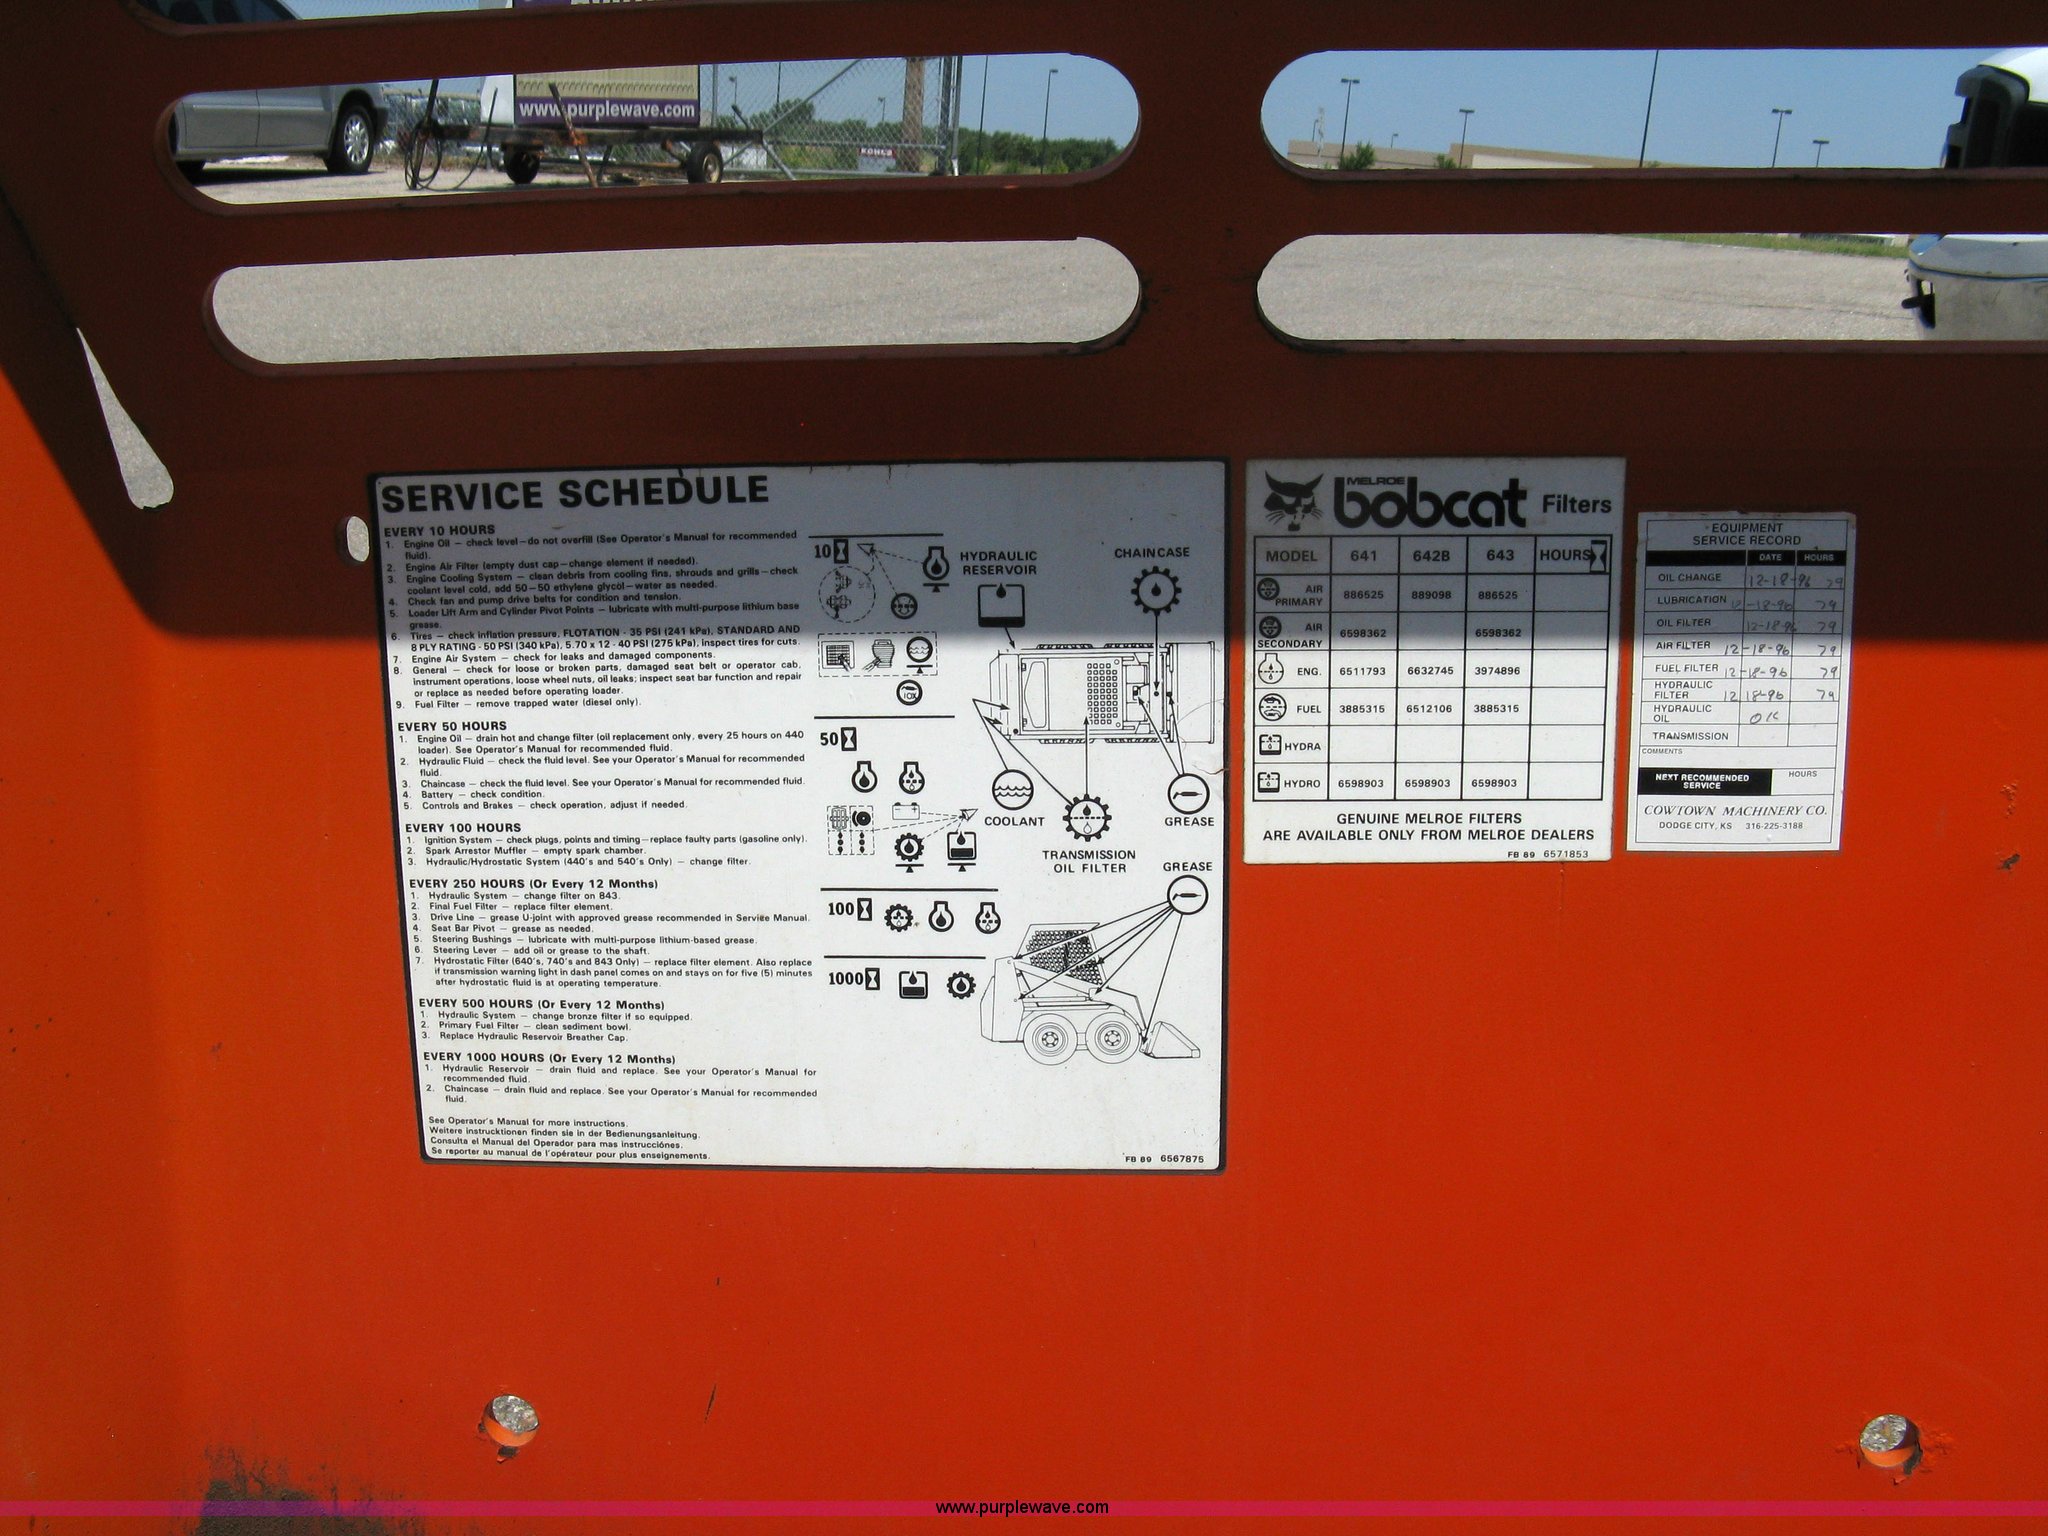 www.purplewave.com
KOHL'S
SERVICE SCHEDULE
EVERY 10 HOURS
1. Engine Oil — check level—do not overfill (See Operator's Manual for recommended
fluid).
2. Engine Air Filter (empty dust cap—change element if needed).
3. Engine Cooling System — clean debris from cooling fins, shrouds and grills—check
coolant level cold, add 50—50 ethylene glycol—water as needed.
4. Check fan and pump drive belts for condition and tension.
5. Loader Lift Arm and Cylinder Pivot Points — lubricate with multi-purpose lithium base
grease.
6. Tires — check inflation pressure, FLOTATION - 35 PSI (241 kPa), STANDARD AND
8 PLY RATING - 50 PSI (340 kPa), 5.70 x 12 - 40 PSI (275 kPa), inspect tires for cuts.
7. Engine Air System — check for leaks and damaged components.
8. General — check for loose or broken parts, damaged seat belt or operator cab,
instrument operations, loose wheel nuts, oil leaks; inspect seat bar function and repair
or replace as needed before operating loader.
9. Fuel Filter — remove trapped water (diesel only).
EVERY 50 HOURS
1. Engine Oil — drain hot and change filter (oil replacement only, every 25 hours on 440
loader). See Operator's Manual for recommended fluid.
2. Hydraulic Fluid — check the fluid level. See your Operator's Manual for recommended
fluid.
3. Chaincase — check the fluid level. See your Operator's Manual for recommended fluid.
4. Battery — check condition.
5. Controls and Brakes — check operation, adjust if needed.
EVERY 100 HOURS
1. Ignition System — check plugs, points and timing—replace faulty parts (gasoline only).
2. Spark Arrestor Muffler — empty spark chamber.
3. Hydraulic/Hydrostatic System (440's and 540's Only) — change filter.
EVERY 250 HOURS (Or Every 12 Months)
1. Hydraulic System — change filter on 843.
2. Final Fuel Filter — replace filter element.
3. Drive Line — grease U-joint with approved grease recommended in Service Manual.
4. Seat Bar Pivot — grease as needed.
5. Steering Bushings — lubricate with multi-purpose lithium-based grease.
6. Steering Lever — add oil or grease to the shaft.
7. Hydrostatic Filter (640's, 740's and 843 Only) — replace filter element. Also replace
if transmission warning light in dash panel comes on and stays on for five (5) minutes
after hydrostatic fluid is at operating temperature.
EVERY 500 HOURS (Or Every 12 Months)
1. Hydraulic System — change bronze filter if so equipped.
2. Primary Fuel Filter — clean sediment bowl.
3. Replace Hydraulic Reservoir Breather Cap.
EVERY 1000 HOURS (Or Every 12 Months)
1. Hydraulic Reservoir — drain fluid and replace. See your Operator's Manual for
recommended fluid.
2. Chaincase — drain fluid and replace. See your Operator's Manual for recommended
fluid.
See Operator's Manual for more instructions.
Weitere instrucktionen finden sie in der Bedienungsanleitung.
Consulta el Manual del Operador para mas instrucciónes.
Se reporter au manual de l'opérateur pour plus enseignements.
10
50
100
1000
10X
HYDRAULIC
RESERVOIR
CHAINCASE
COOLANT
TRANSMISSION
OIL FILTER
GREASE
GREASE
FB 89 6567875
MELROE
bobcat Filters
MODEL 641 642B 643 HOURS
AIR PRIMARY 886525 889098 886525
AIR SECONDARY 6598362 6598362
ENG. 6511793 6632745 3974896
FUEL 3885315 6512106 3885315
HYDRA
HYDRO 6598903 6598903 6598903
GENUINE MELROE FILTERS
ARE AVAILABLE ONLY FROM MELROE DEALERS
FB 89 6571853
EQUIPMENT
SERVICE RECORD
DATE HOURS
OIL CHANGE 12-18-96 79
LUBRICATION 12-18-96 79
OIL FILTER 12-18-96 79
AIR FILTER 12-18-96 79
FUEL FILTER 12-18-96 79
HYDRAULIC
FILTER 12 18-96 79
HYDRAULIC
OIL OK
TRANSMISSION
COMMENTS
NEXT RECOMMENDED
SERVICE
HOURS
COWTOWN MACHINERY CO.
DODGE CITY, KS 316-225-3188
www.purplewave.com